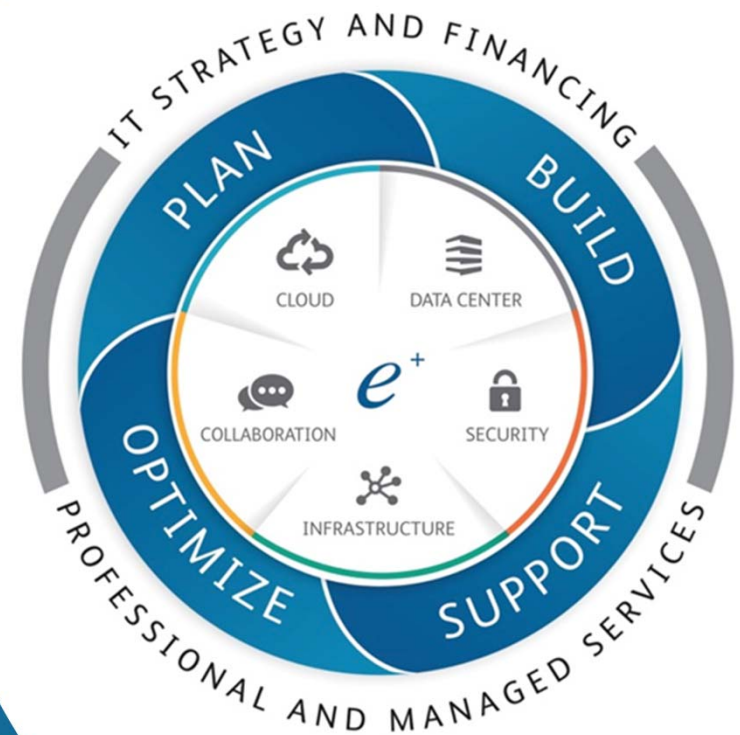 IT STRATEGY AND FINANCING
PLAN
BUILD
CLOUD
DATA CENTER
e+
COLLABORATION
SECURITY
INFRASTRUCTURE
OPTIMIZE
SUPPORT
PROFESSIONAL AND MANAGED SERVICES